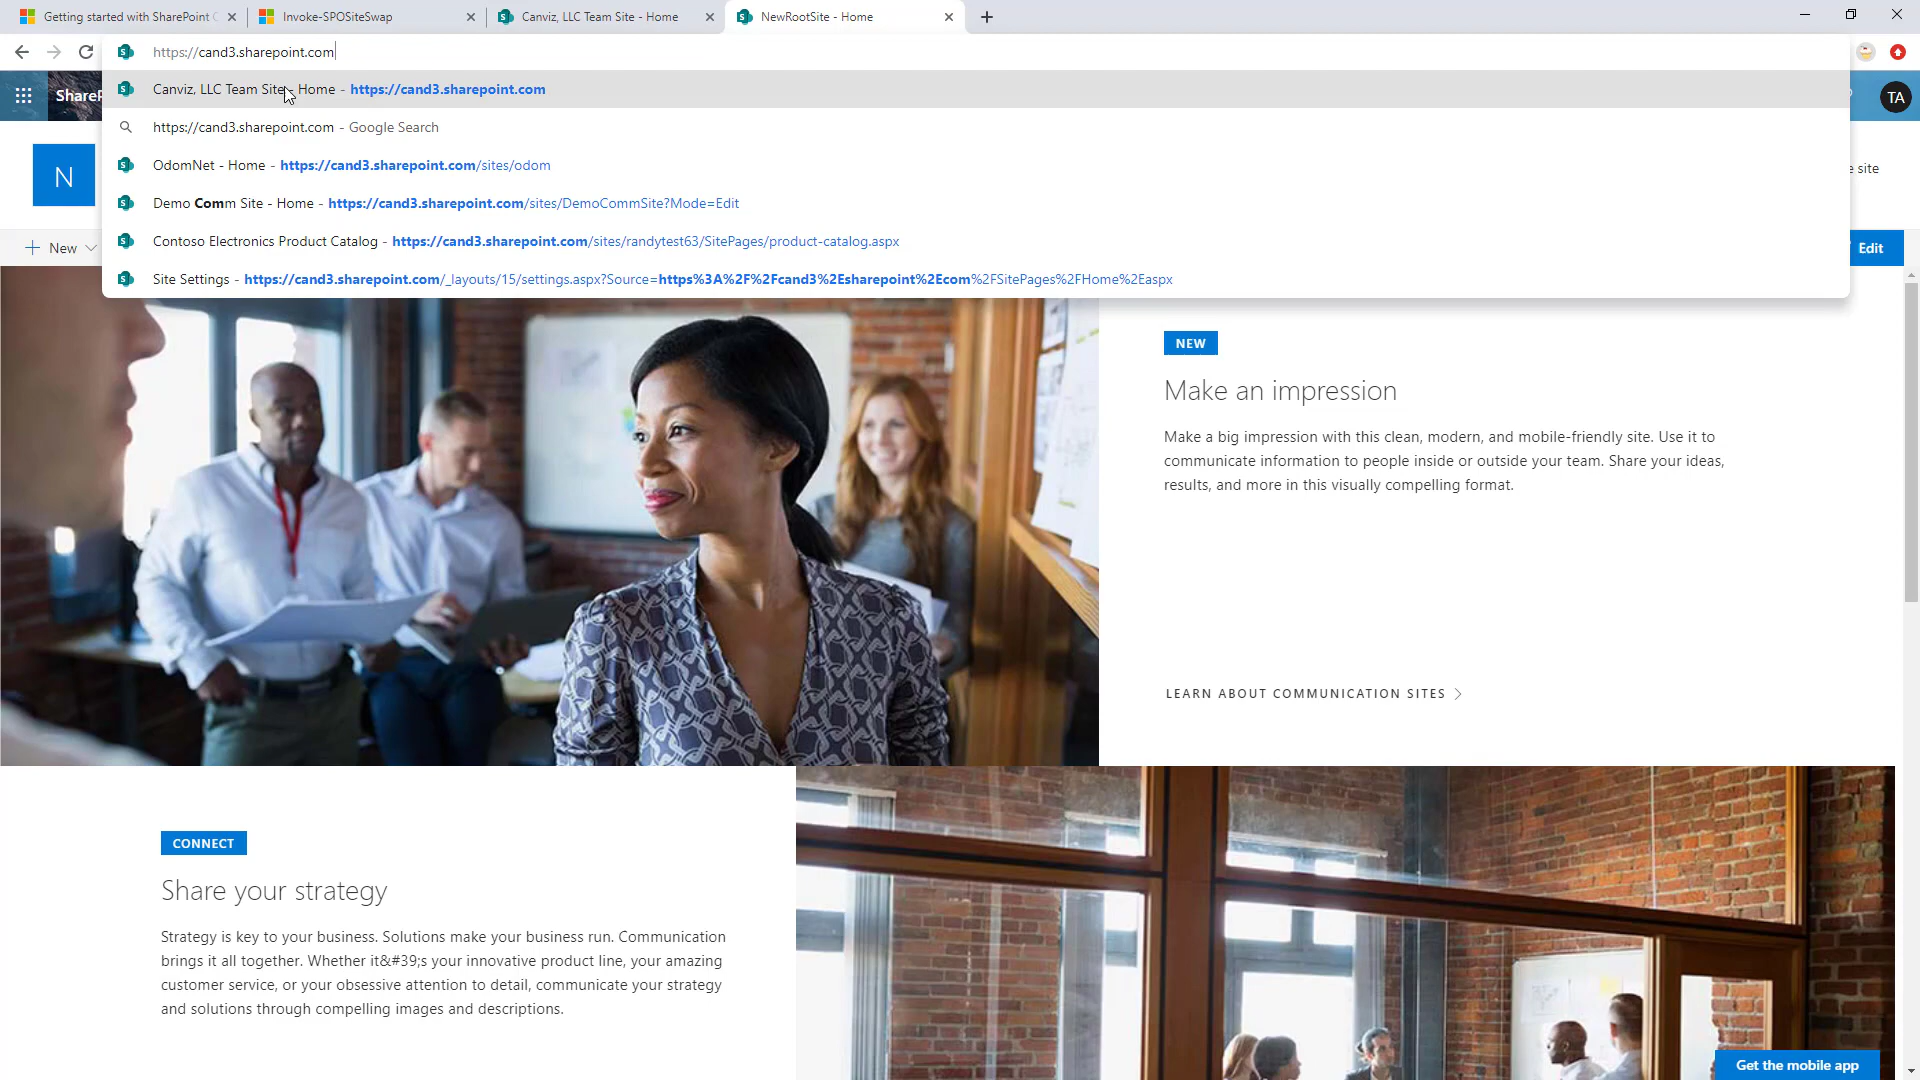 Getting started with SharePoint
Invoke-SPOSiteSwap
Canviz, LLC Team Site - Home
NewRootSite - Home
https://cand3.sharepoint.com
Canviz, LLC Team Site - Home - https://cand3.sharepoint.com
https://cand3.sharepoint.com - Google Search
OdomNet - Home - https://cand3.sharepoint.com/sites/odom
Demo Comm Site - Home - https://cand3.sharepoint.com/sites/DemoCommSite?Mode=Edit
Contoso Electronics Product Catalog - https://cand3.sharepoint.com/sites/randytest63/SitePages/product-catalog.aspx
Site Settings - https://cand3.sharepoint.com/_layouts/15/settings.aspx?Source=https%3A%2F%2Fcand3%2Esharepoint%2Ecom%2FSitePages%2FHome%2Easpx
ShareP
TA
N
e site
New
Edit
NEW
Make an impression
Make a big impression with this clean, modern, and mobile-friendly site. Use it to
communicate information to people inside or outside your team. Share your ideas,
results, and more in this visually compelling format.
LEARN ABOUT COMMUNICATION SITES
CONNECT
Share your strategy
Strategy is key to your business. Solutions make your business run. Communication
brings it all together. Whether it&#39;s your innovative product line, your amazing
customer service, or your obsessive attention to detail, communicate your strategy
and solutions through compelling images and descriptions.
Get the mobile app